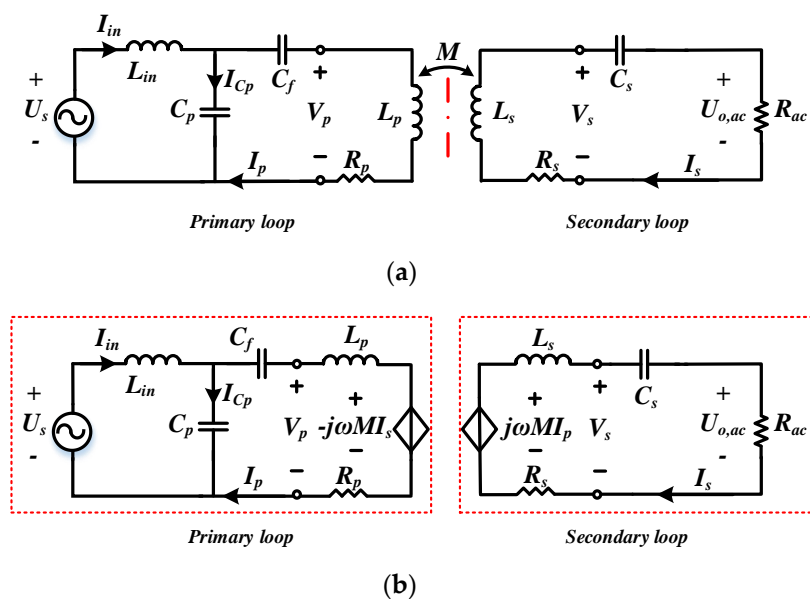 I_in
L_in
I_Cp
C_p
C_f
+
U_s
-
+
V_p
−
I_p
R_p
L_p
M
L_s
+
V_s
−
R_s
C_s
I_s
+
U_o,ac
-
R_ac
Primary loop
Secondary loop
(a)
I_in
L_in
I_Cp
C_p
C_f
L_p
+
U_s
-
+
V_p
−
+
-jωMI_s
−
I_p
R_p
L_s
+
jωMI_p
−
R_s
+
V_s
−
C_s
I_s
+
U_o,ac
-
R_ac
Primary loop
Secondary loop
(b)